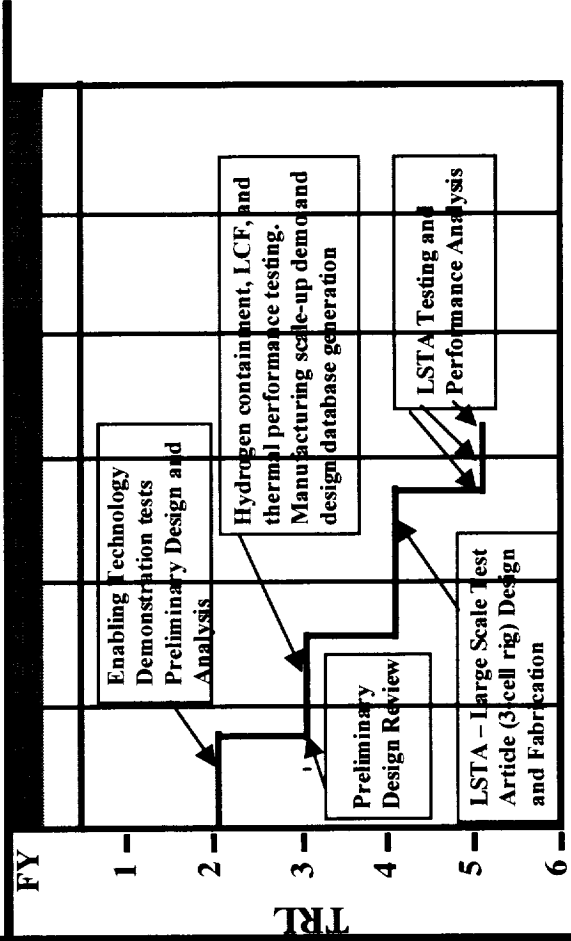 FY
TRL
1
2
3
4
5
6
Enabling Technology
Demonstration tests
Preliminary Design and
Analysis
Hydrogen containment, LCF, and
thermal performance testing.
Manufacturing scale-up demo and
design database generation
Preliminary
Design Review
LSTA – Large Scale Test
Article (3-cell rig) Design
and Fabrication
LSTA Testing and
Performance Analysis